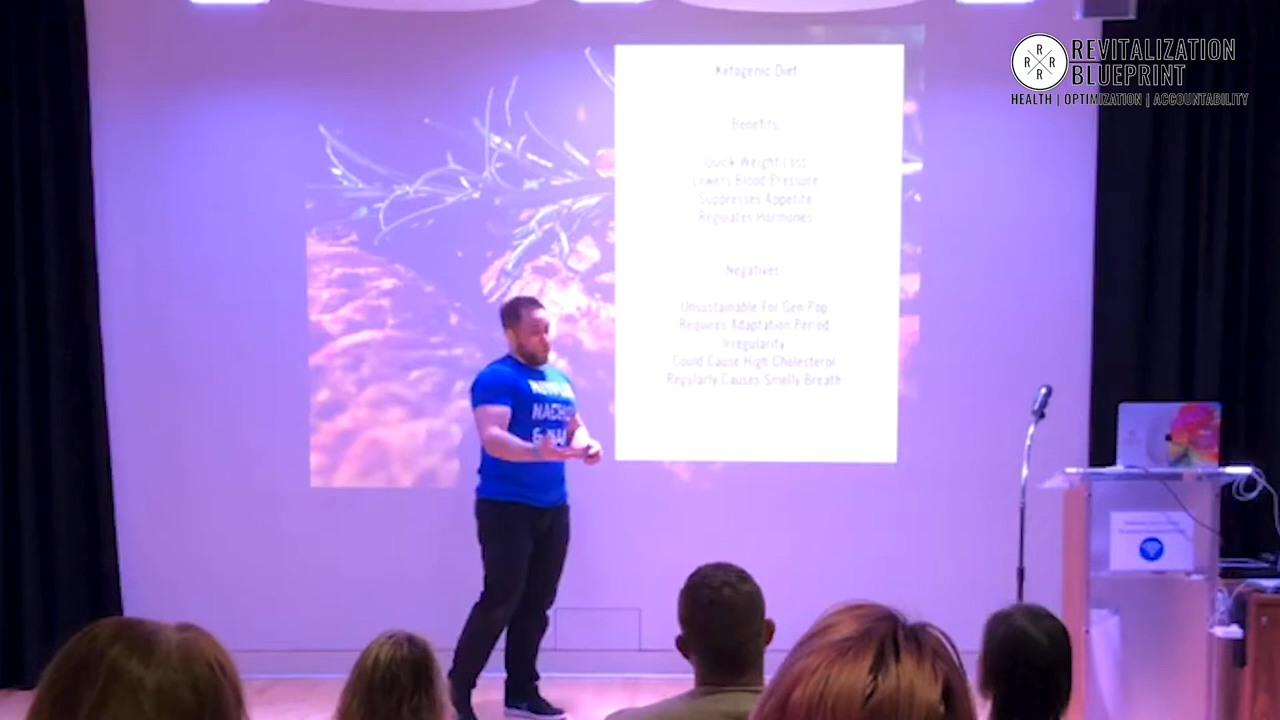 Ketogenic Diet
Benefits
Quick Weight Loss
Lowers Blood Pressure
Suppresses Appetite
Regulates Hormones
Negatives
Unsustainable For Gen Pop
Requires Adaptation Period
Irregularity
Could Cause High Cholesterol
Regularly Causes Smelly Breath
R
R R
R
REVITALIZATION
BLUEPRINT
HEALTH | OPTIMIZATION | ACCOUNTABILITY